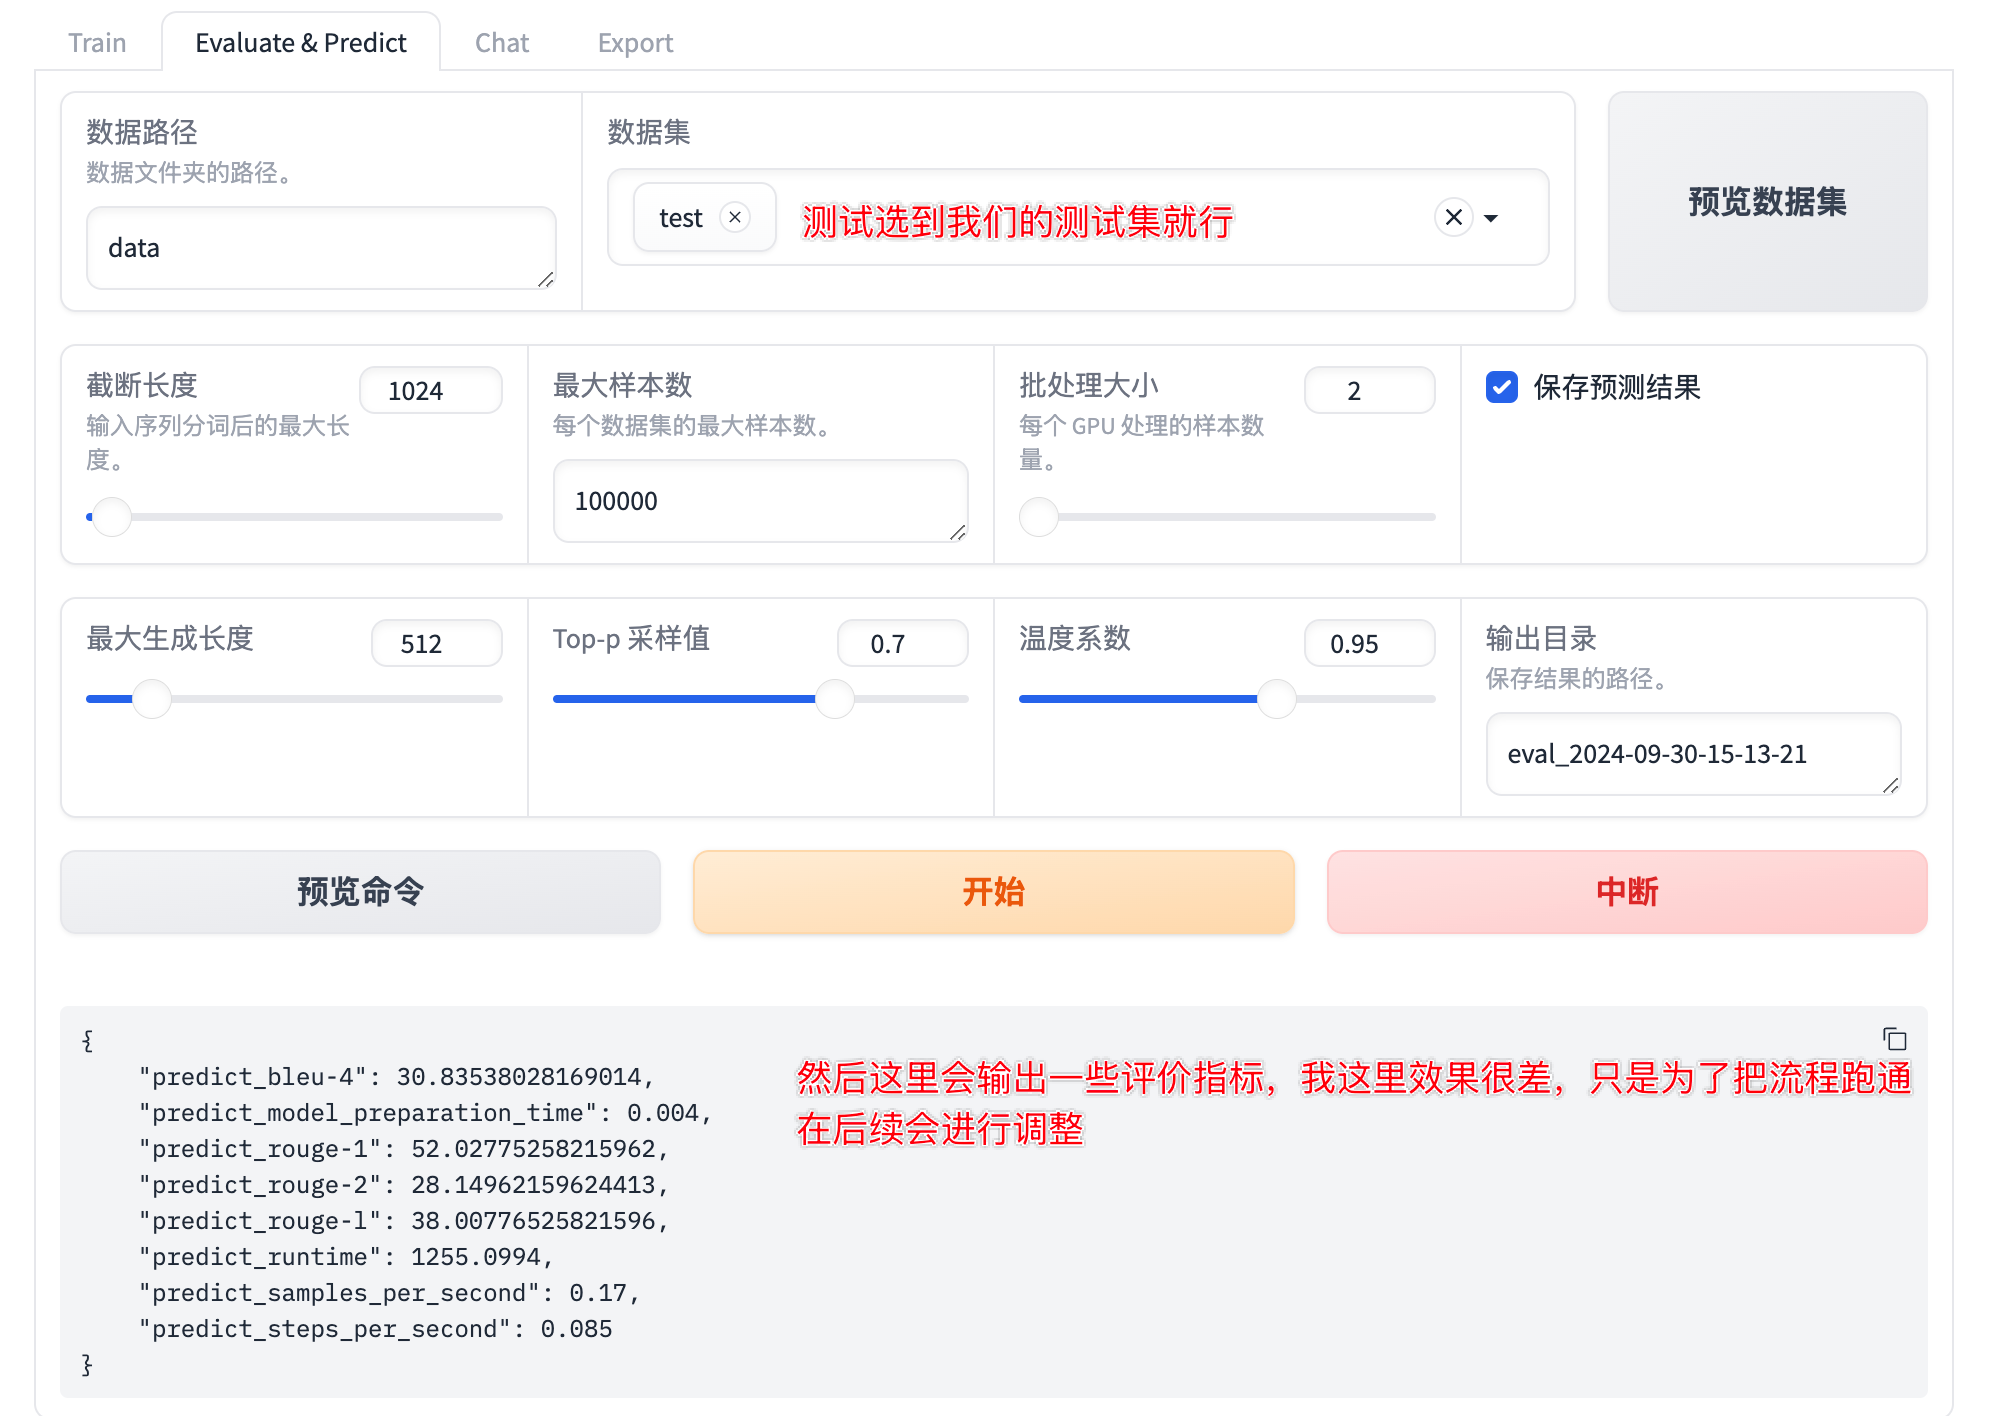 Train
Evaluate & Predict
Chat
Export
数据路径
数据文件夹的路径。
data
数据集
test
测试选到我们的测试集就行
预览数据集
截断长度
1024
输入序列分词后的最大长
度。
最大样本数
每个数据集的最大样本数。
100000
批处理大小
2
每个 GPU 处理的样本数
量。
保存预测结果
最大生成长度
512
Top-p 采样值
0.7
温度系数
0.95
输出目录
保存结果的路径。
eval_2024-09-30-15-13-21
预览命令
开始
中断
{
"predict_bleu-4": 30.83538028169014,
"predict_model_preparation_time": 0.004,
"predict_rouge-1": 52.02775258215962,
"predict_rouge-2": 28.14962159624413,
"predict_rouge-l": 38.00776525821596,
"predict_runtime": 1255.0994,
"predict_samples_per_second": 0.17,
"predict_steps_per_second": 0.085
}
然后这里会输出一些评价指标，我这里效果很差，只是为了把流程跑通
在后续会进行调整